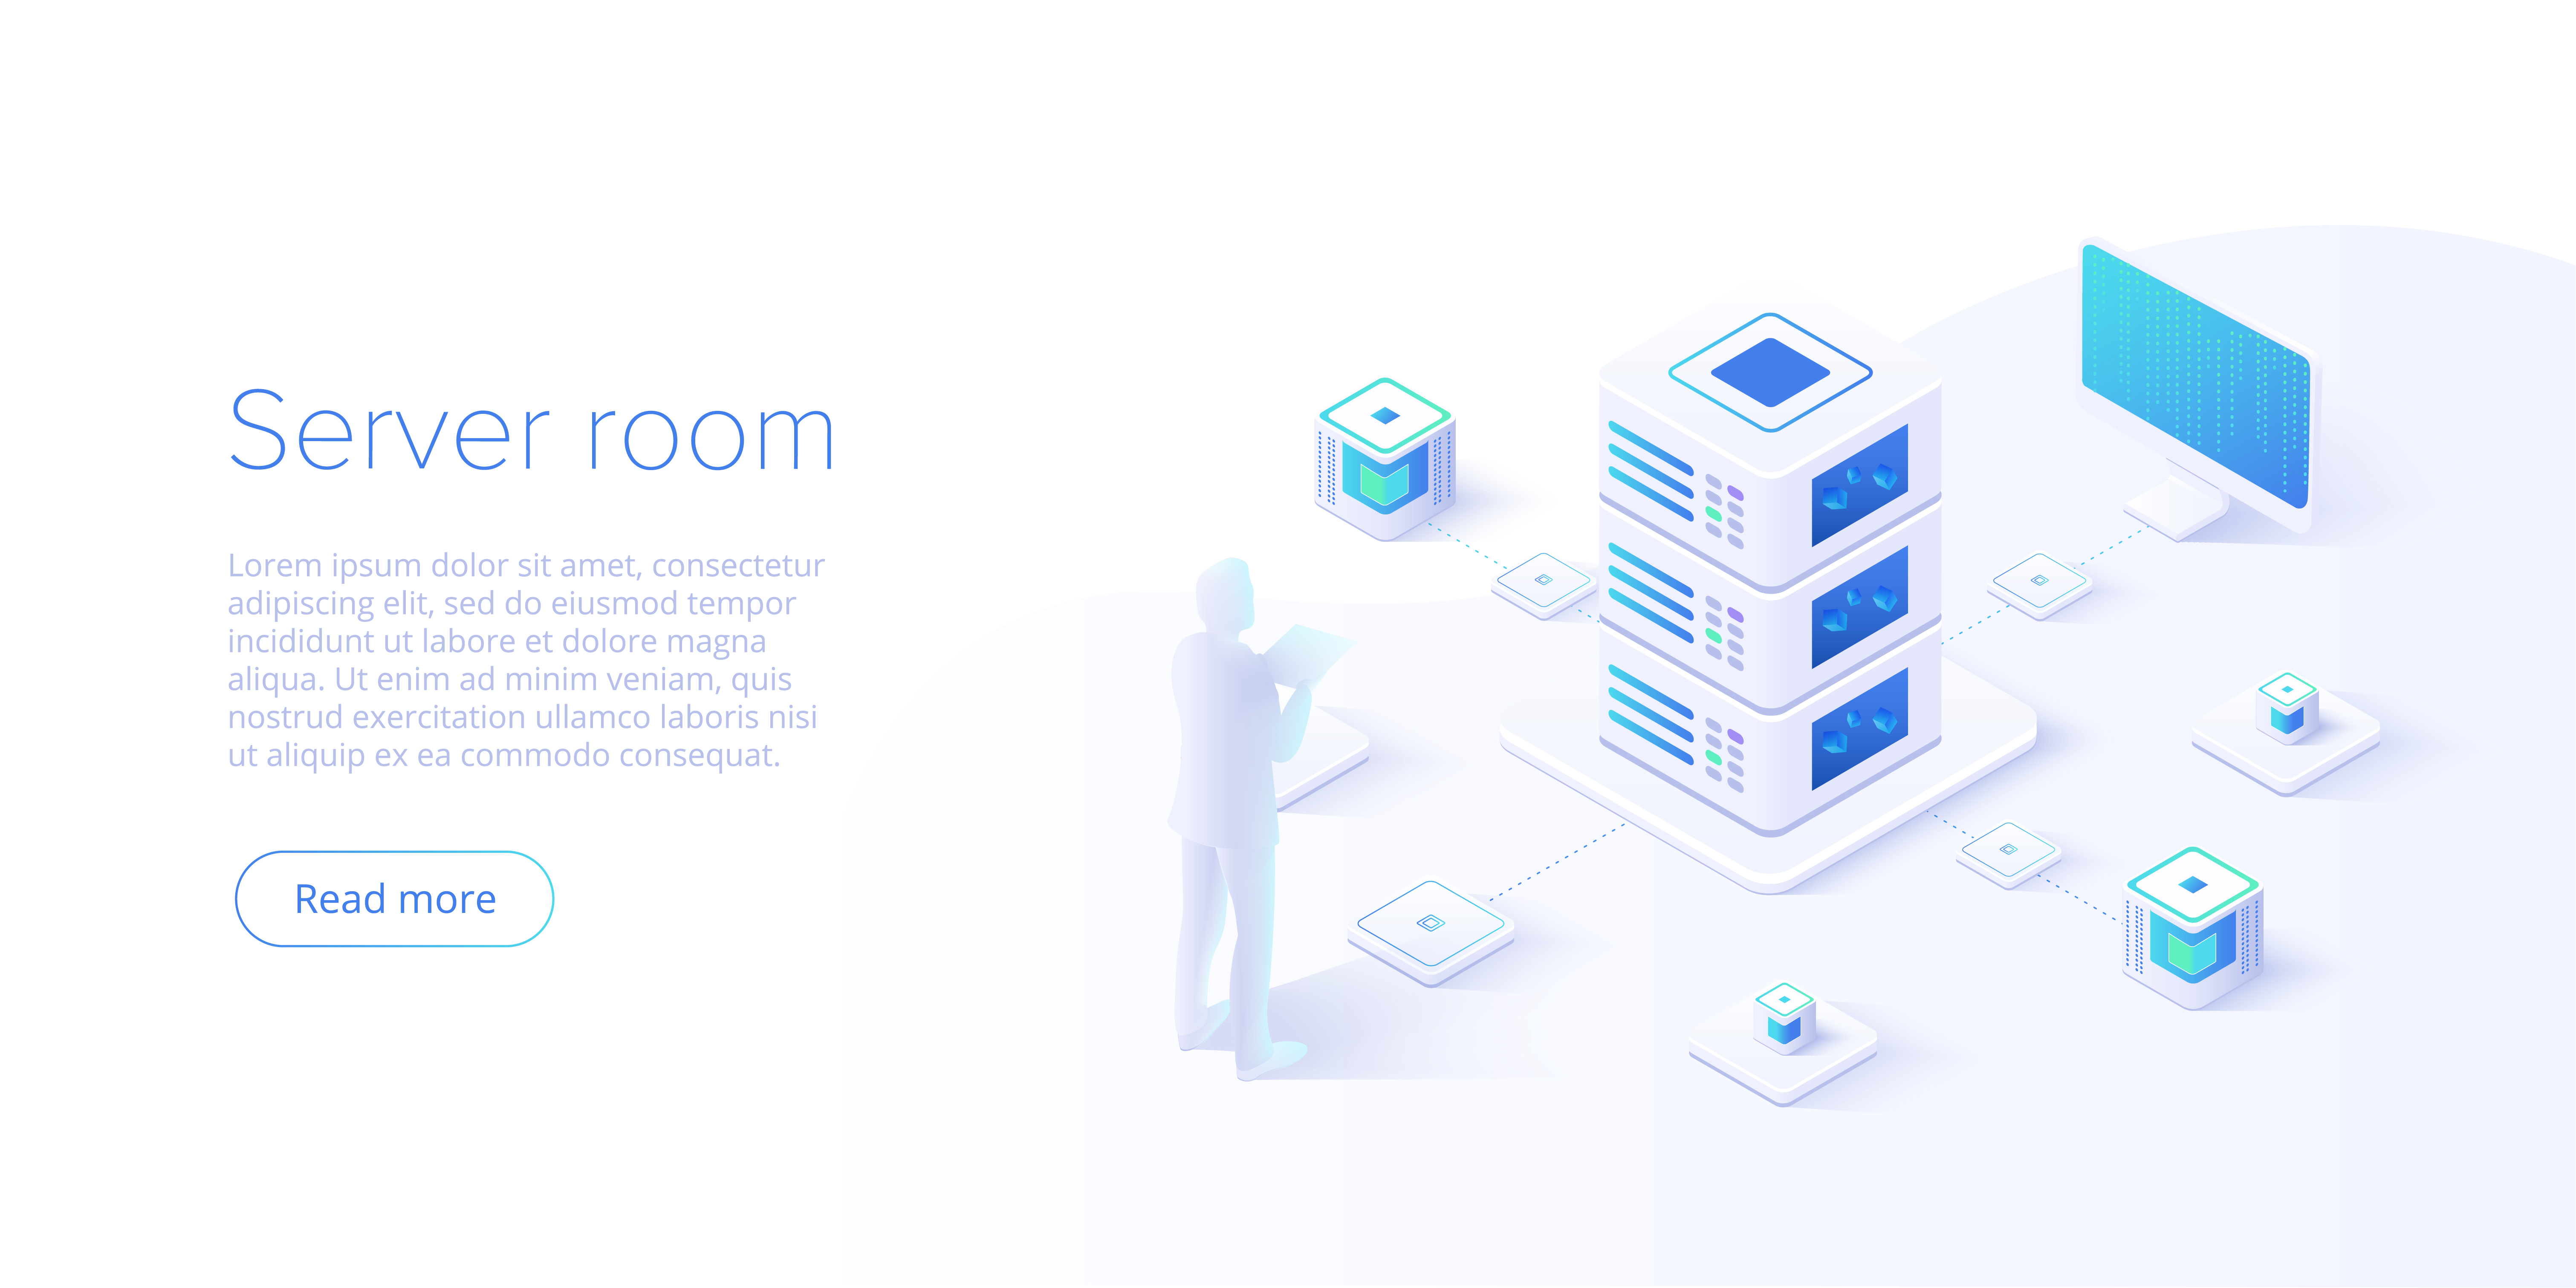 Server room
Lorem ipsum dolor sit amet, consectetur
adipiscing elit, sed do eiusmod tempor
incididunt ut labore et dolore magna
aliqua. Ut enim ad minim veniam, quis
nostrud exercitation ullamco laboris nisi
ut aliquip ex ea commodo consequat.
Read more